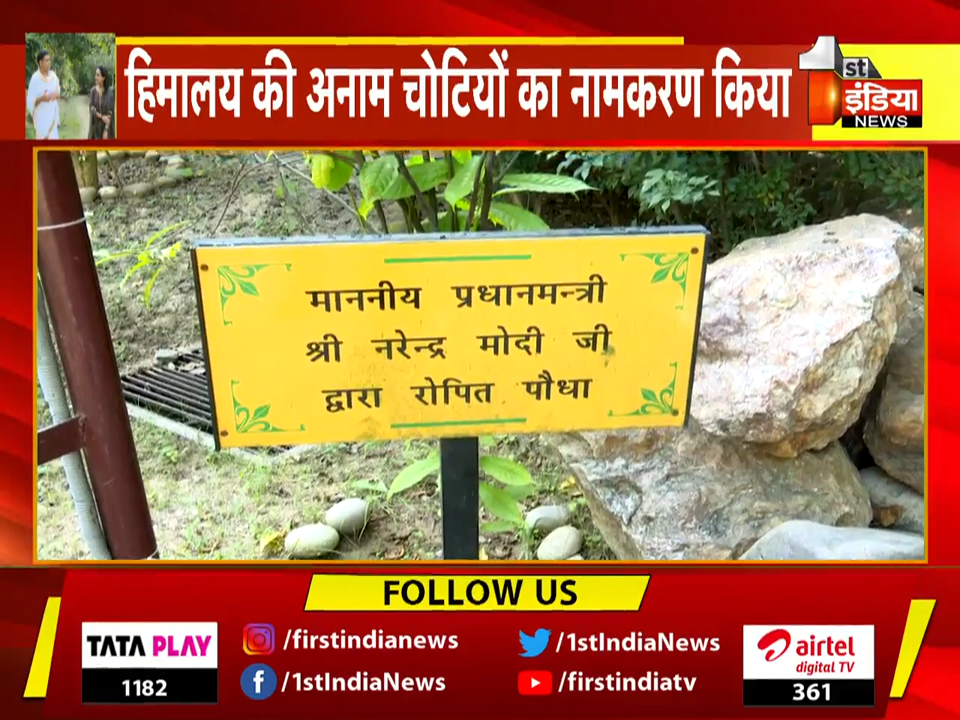 हिमालय की अनाम चोटियों का नामकरण किया
1st
इंडिया
NEWS
माननीय प्रधानमन्त्री
श्री नरेन्द्र मोदी जी
द्वारा रोपित पौधा
FOLLOW US
TATA PLAY
1182
/firstindianews
/1stIndiaNews
/1stIndiaNews
/firstindiatv
airtel
digital TV
361